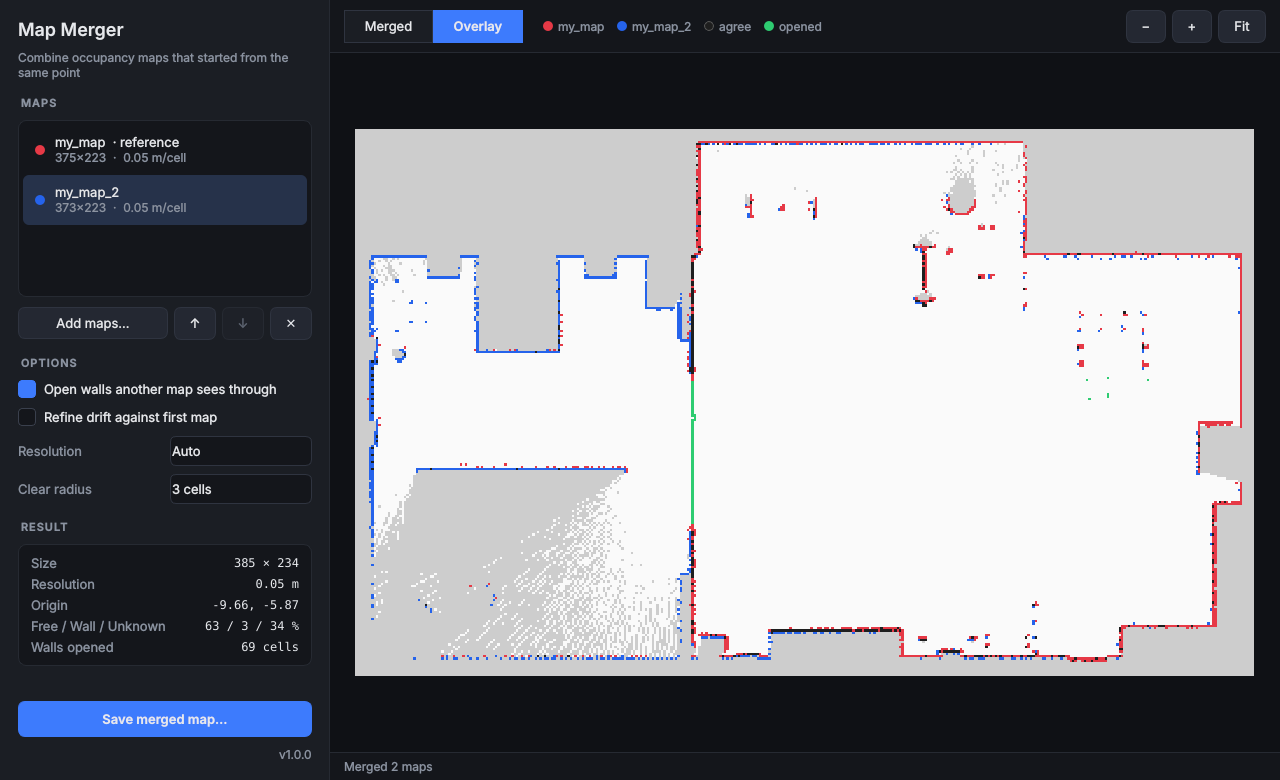 Map Merger
Combine occupancy maps that started from the
same point
MAPS
my_map · reference
375×223 · 0.05 m/cell
my_map_2
373×223 · 0.05 m/cell
Add maps...
↑
↓
×
OPTIONS
Open walls another map sees through
Refine drift against first map
Resolution
Auto
Clear radius
3 cells
RESULT
Size
385 × 234
Resolution
0.05 m
Origin
-9.66, -5.87
Free / Wall / Unknown
63 / 3 / 34 %
Walls opened
69 cells
Save merged map...
v1.0.0
Merged
Overlay
my_map
my_map_2
agree
opened
−
+
Fit
Merged 2 maps